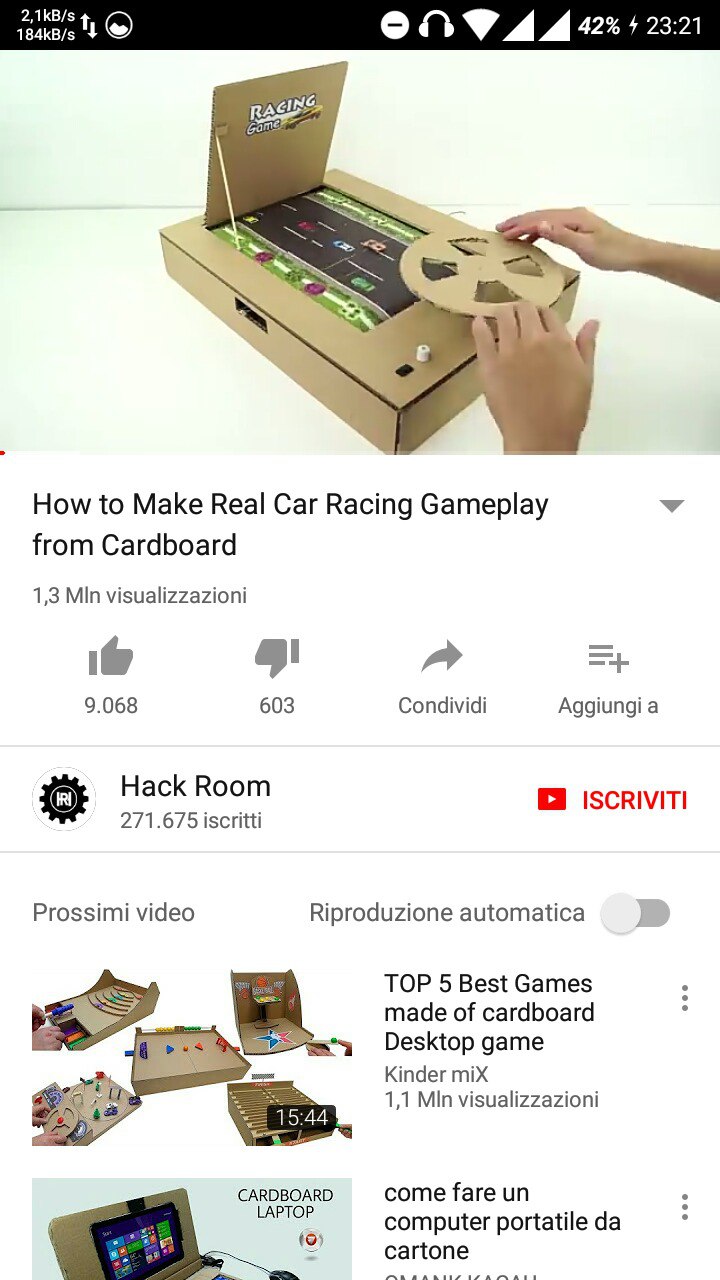 2,1kB/s
184kB/s
42% 23:21
RACING
Game
How to Make Real Car Racing Gameplay
from Cardboard
1,3 Mln visualizzazioni
9.068 603 Condividi Aggiungi a
Hack Room
271.675 iscritti
ISCRIVITI
Prossimi video Riproduzione automatica
TOP 5 Best Games
made of cardboard
Desktop game
Kinder miX
1,1 Mln visualizzazioni
15:44
CARDBOARD
LAPTOP
come fare un
computer portatile da
cartone